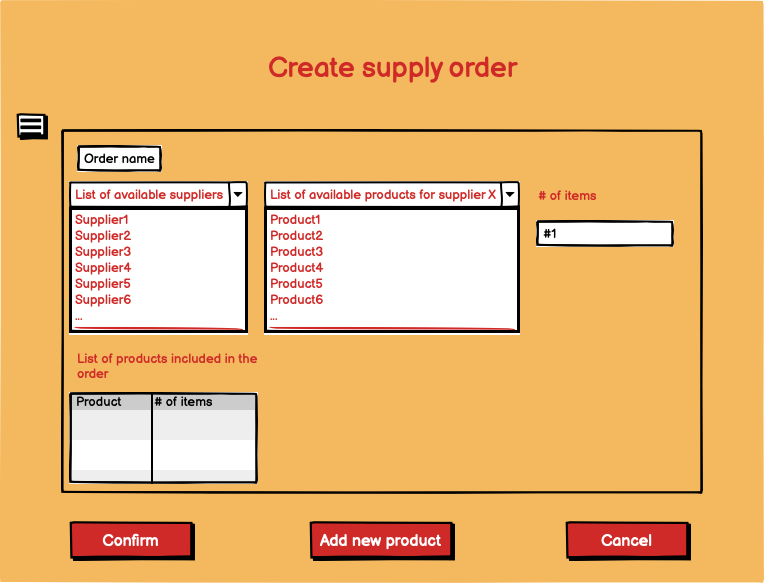 Create supply order
Order name
List of available suppliers
List of available products for supplier X
# of items
Supplier1
Supplier2
Supplier3
Supplier4
Supplier5
Supplier6
...
Product1
Product2
Product3
Product4
Product5
Product6
...
#1
List of products included in the
order
Product # of items
Confirm
Add new product
Cancel